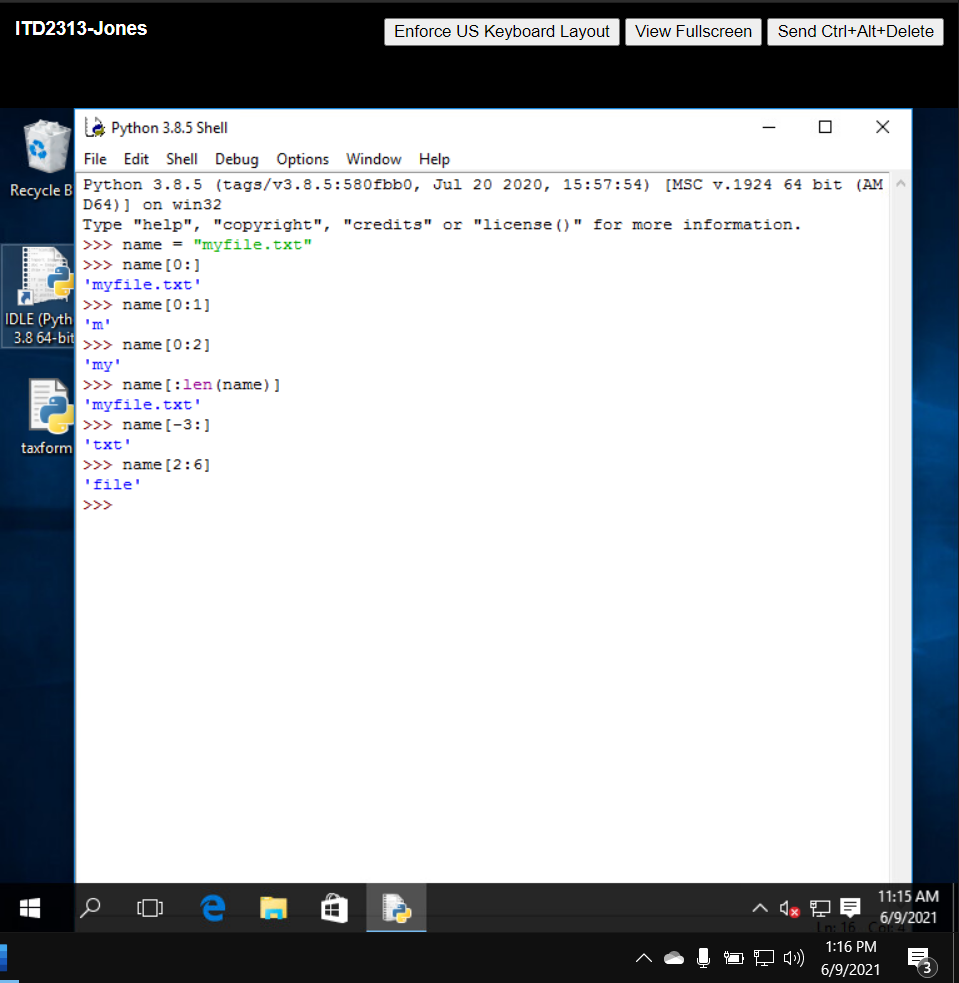 ITD2313-Jones
Enforce US Keyboard Layout
View Fullscreen
Send Ctrl+Alt+Delete
Recycle B
IDLE (Pyth
3.8 64-bit
taxform
Python 3.8.5 Shell
File Edit Shell Debug Options Window Help
Python 3.8.5 (tags/v3.8.5:580fbb0, Jul 20 2020, 15:57:54) [MSC v.1924 64 bit (AM
D64)] on win32
Type "help", "copyright", "credits" or "license()" for more information.
>>> name = "myfile.txt"
>>> name[0:]
'myfile.txt'
>>> name[0:1]
'm'
>>> name[0:2]
'my'
>>> name[:len(name)]
'myfile.txt'
>>> name[-3:]
'txt'
>>> name[2:6]
'file'
>>>
11:15 AM
6/9/2021
Ln: 16 Col: 4
1:16 PM
6/9/2021
3